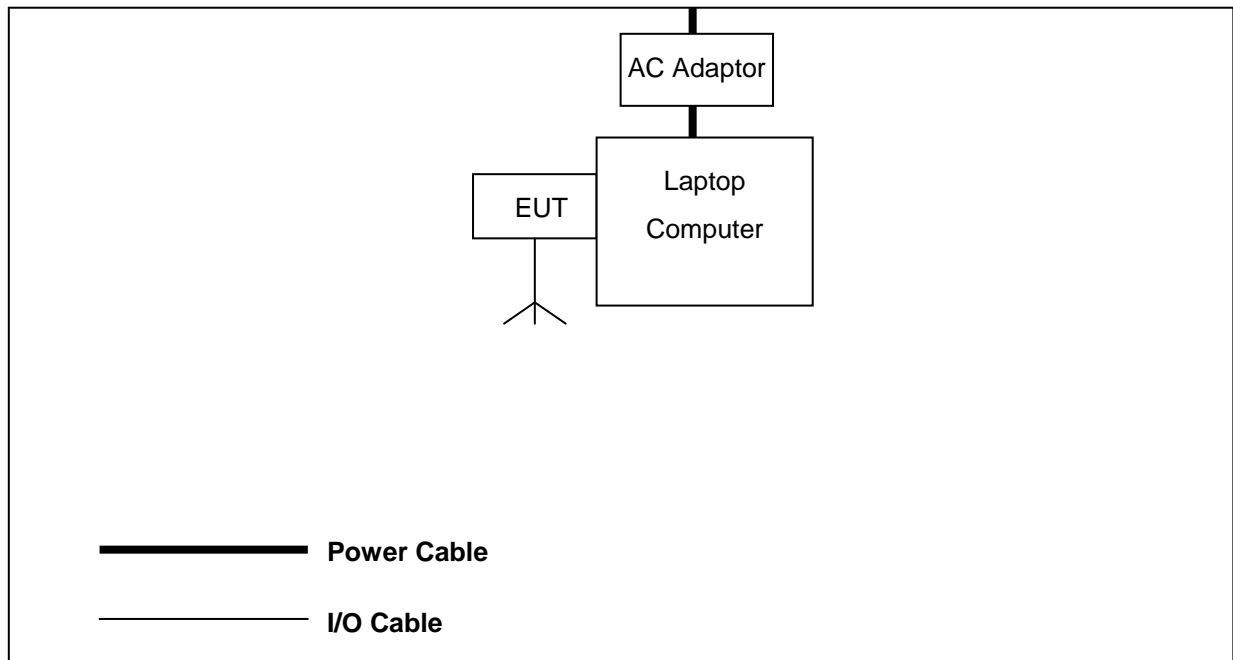 AC Adaptor
EUT
Laptop
Computer
Power Cable
I/O Cable